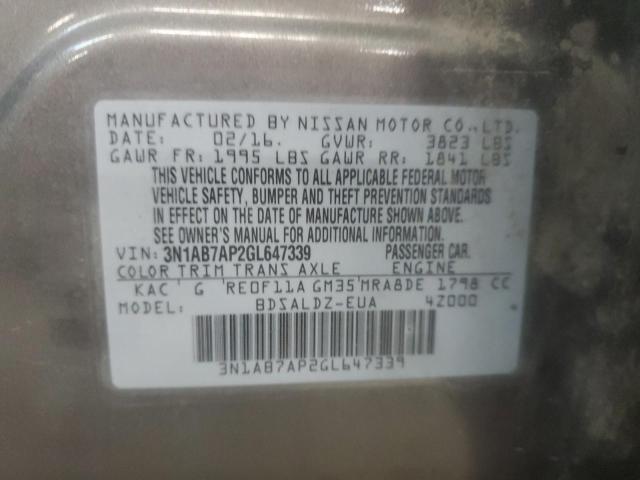 MANUFACTURED BY NISSAN MOTOR CO., LTD.
DATE: 02/16. GVWR: 3823 LBS
GAWR FR: 1995 LBS GAWR RR: 1841 LBS
THIS VEHICLE CONFORMS TO ALL APPLICABLE FEDERAL MOTOR
VEHICLE SAFETY, BUMPER AND THEFT PREVENTION STANDARDS
IN EFFECT ON THE DATE OF MANUFACTURE SHOWN ABOVE.
SEE OWNER'S MANUAL FOR ADDITIONAL INFORMATION.
VIN: 3N1AB7AP2GL647339 PASSENGER CAR.
COLOR TRIM TRANS AXLE ENGINE
KAC G RE0F11A GM35 MRA8DE 1798 CC
MODEL: BDSALDZ-EUA 4Z000
3N1AB7AP2GL647339